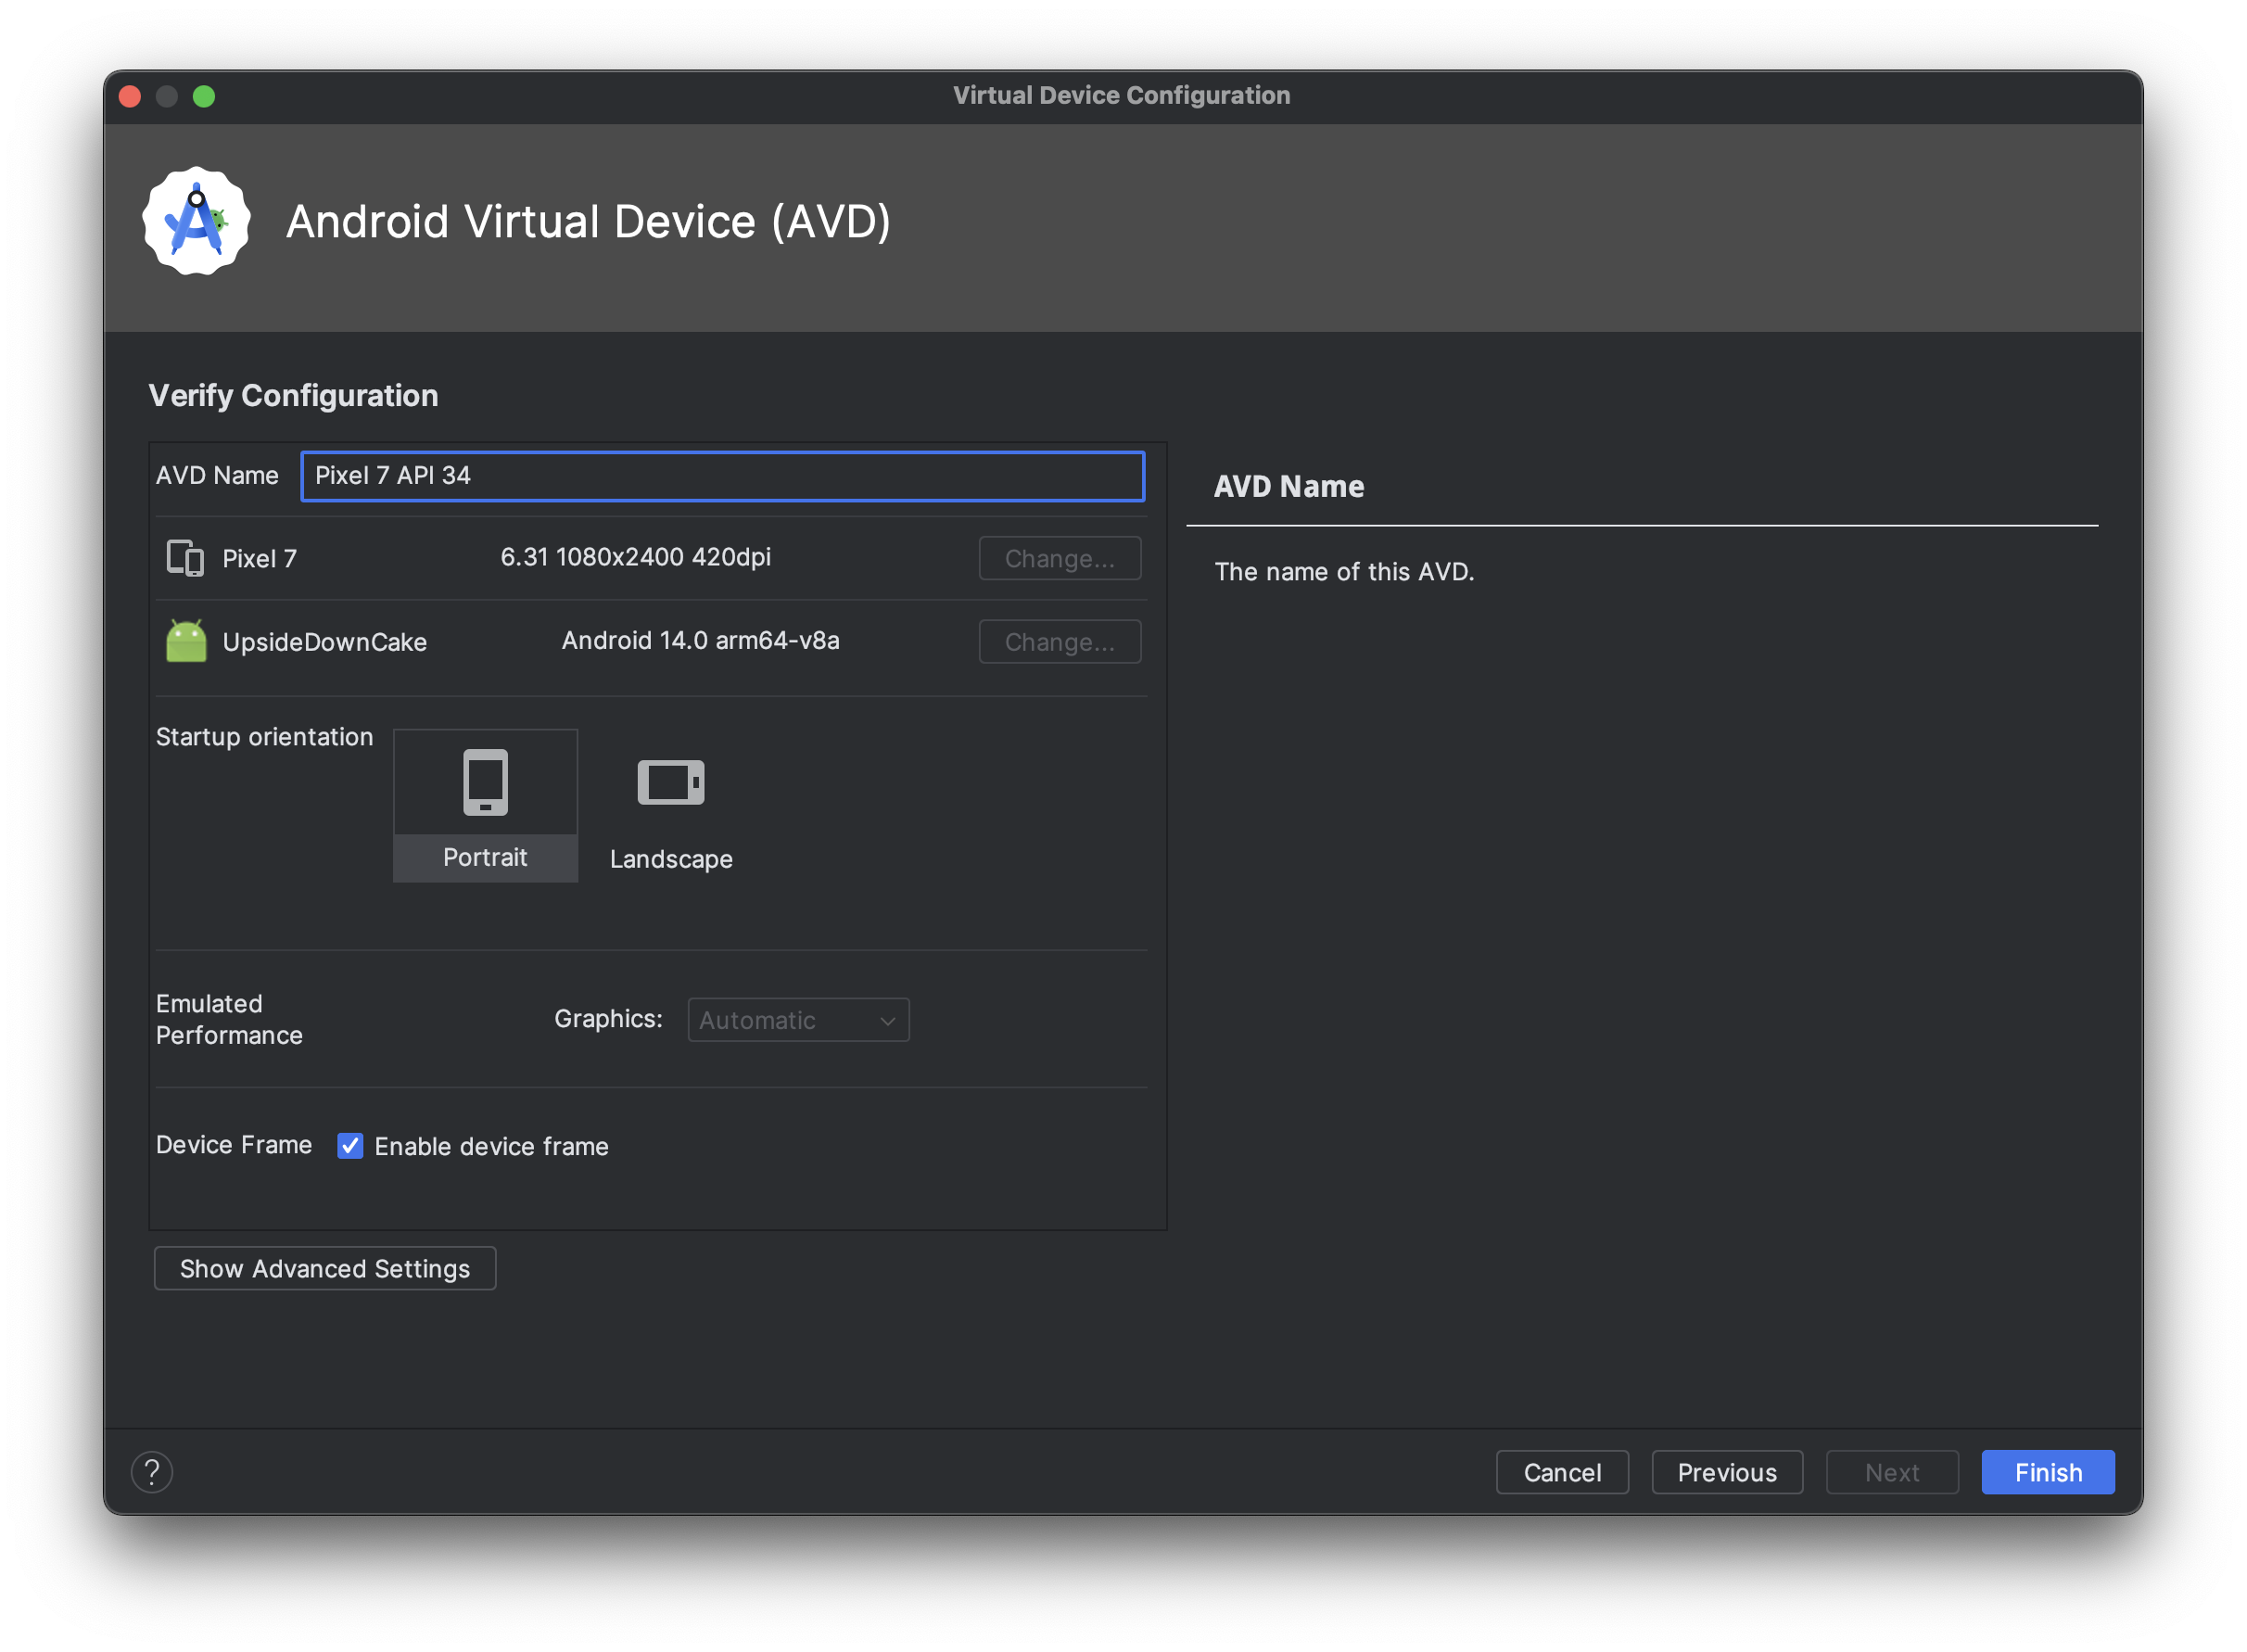 Virtual Device Configuration
Android Virtual Device (AVD)
Verify Configuration
AVD Name Pixel 7 API 34
Pixel 7 6.31 1080x2400 420dpi Change...
UpsideDownCake Android 14.0 arm64-v8a Change...
Startup orientation
Portrait Landscape
Emulated
Performance
Graphics: Automatic
Device Frame Enable device frame
Show Advanced Settings
AVD Name
The name of this AVD.
? Cancel Previous Next Finish